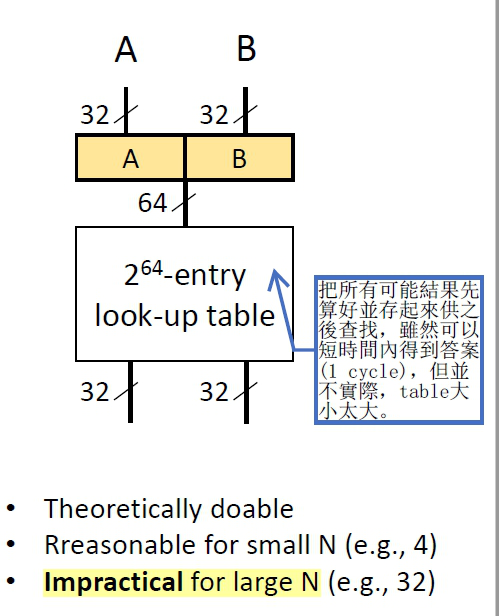 A B
32 32
A B
64
2⁶⁴-entry
look-up table
把所有可能結果先
算好並存起來供之
後查找，雖然可以
短時間內得到答案
(1 cycle)，但並
不實際，table大
小太大。
32 32
• Theoretically doable
• Rreasonable for small N (e.g., 4)
• Impractical for large N (e.g., 32)